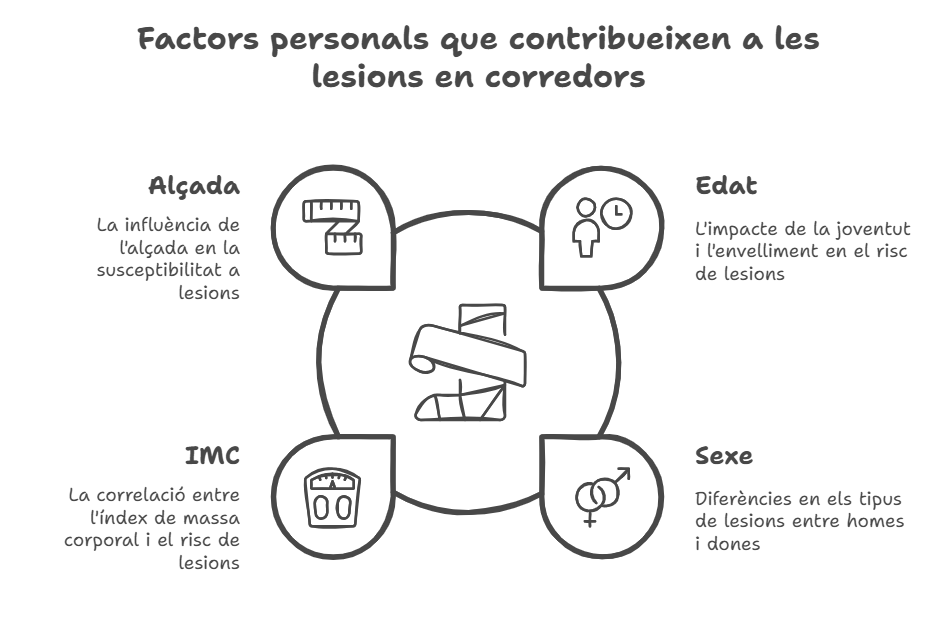 Factors personals que contribueixen a les
lesions en corredors
Alçada
La influència de
l'alçada en la
susceptibilitat a
lesions
Edat
L'impacte de la joventut
i l'envelliment en el risc
de lesions
IMC
La correlació entre
l'índex de massa
corporal i el risc de
lesions
Sexe
Diferències en els tipus
de lesions entre homes
i dones